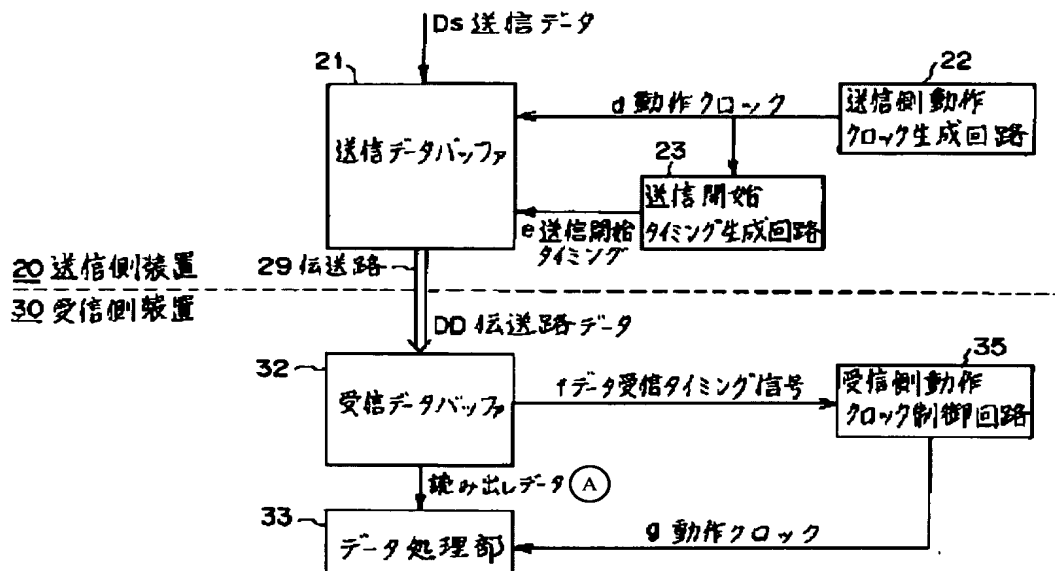 Ds 送信データ
21
送信データバッファ
d 動作クロック
22
送信側動作
クロック生成回路
23
送信開始
タイミング生成回路
e 送信開始
タイミング
29 伝送路
20 送信側装置
30 受信側装置
DD 伝送路データ
32
受信データバッファ
f データ受信タイミング信号
35
受信側動作
クロック制御回路
読み出しデータ A
33
データ処理部
g 動作クロック